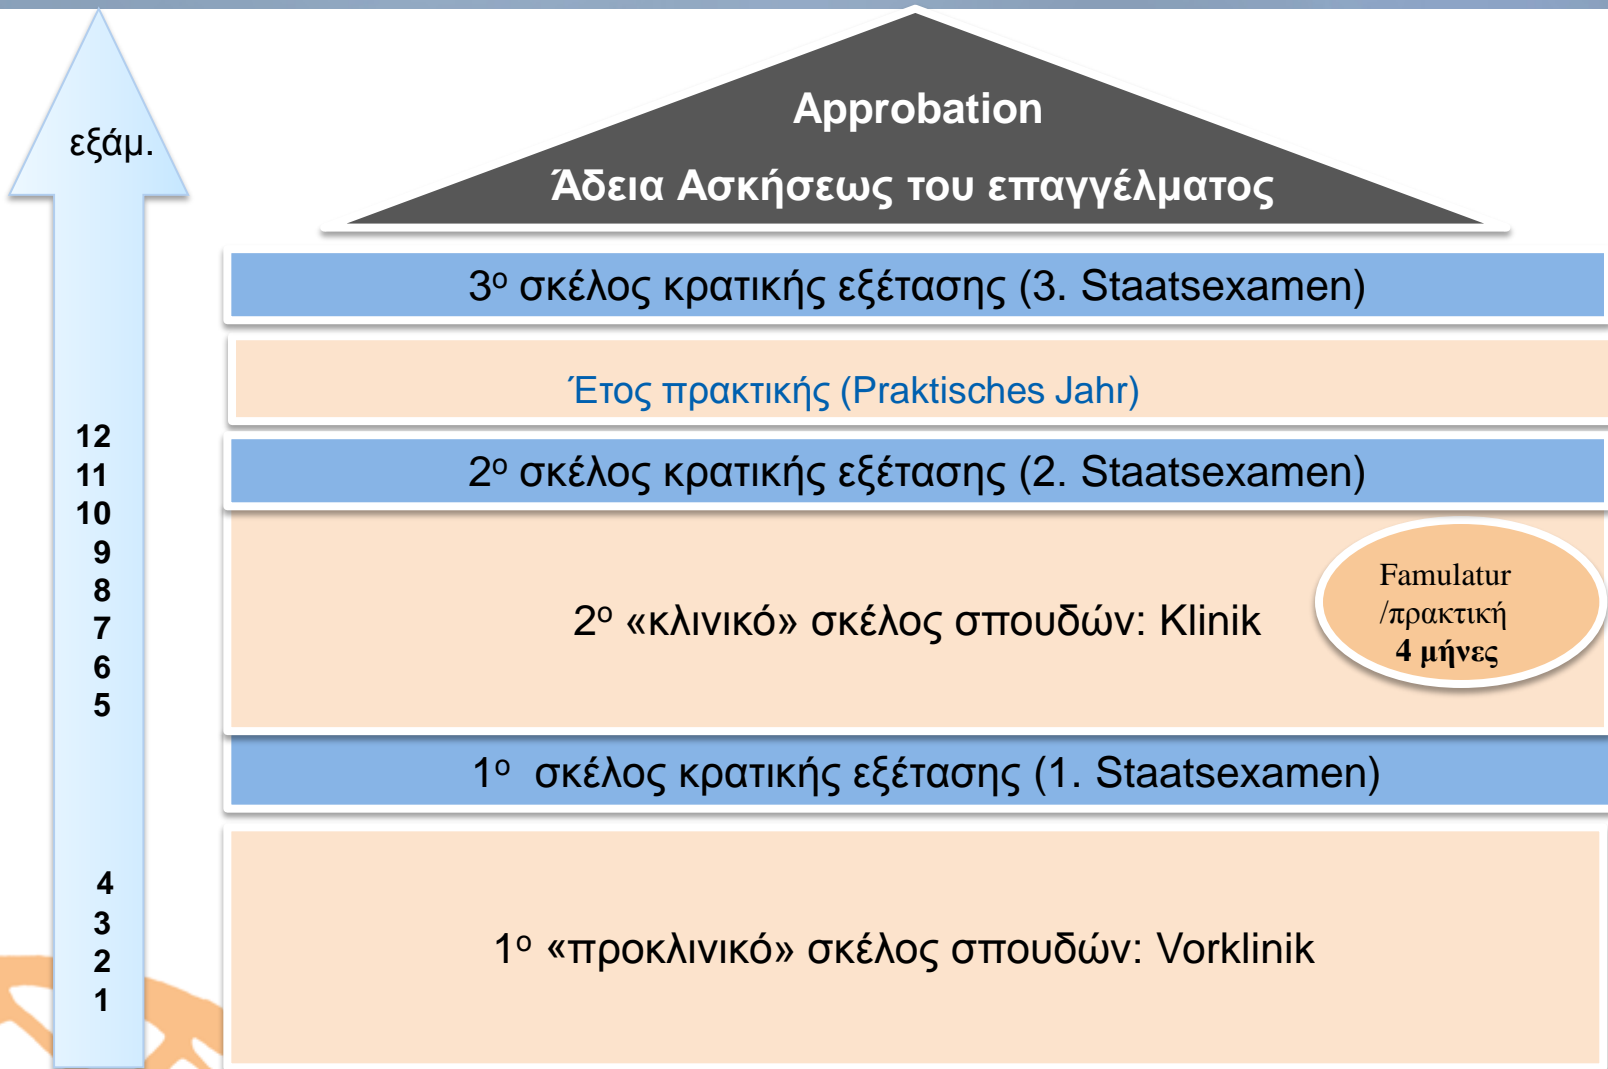 εξάμ.
Approbation
Άδεια Ασκήσεως του επαγγέλματος
3ο σκέλος κρατικής εξέτασης (3. Staatsexamen)
Έτος πρακτικής (Praktisches Jahr)
12
11
10
9
8
7
6
5
4
3
2
1
2ο σκέλος κρατικής εξέτασης (2. Staatsexamen)
2ο «κλινικό» σκέλος σπουδών: Klinik
Famulatur
/πρακτική
4 μήνες
1ο σκέλος κρατικής εξέτασης (1. Staatsexamen)
1ο «προκλινικό» σκέλος σπουδών: Vorklinik